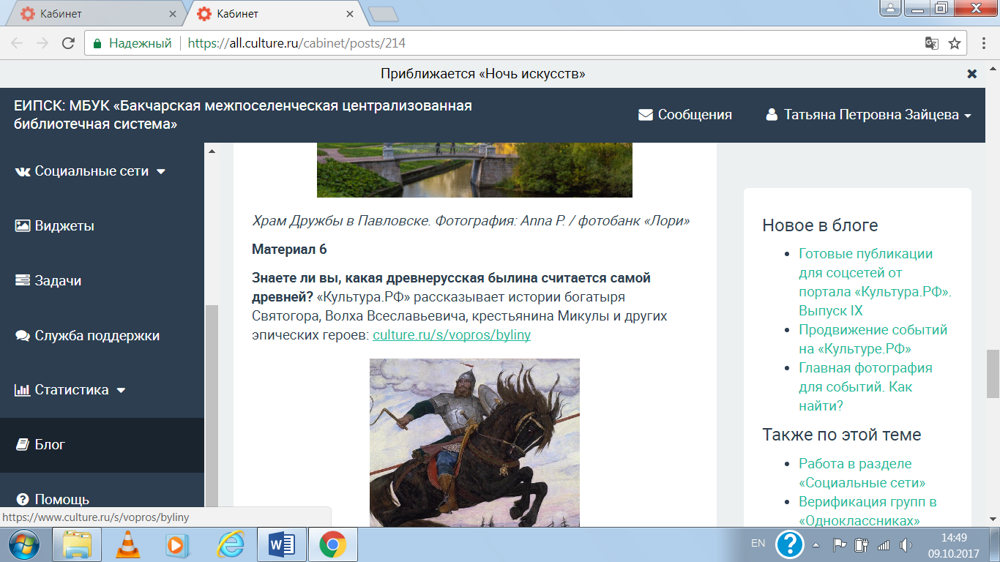 Кабинет
Кабинет
Надежный
https://all.culture.ru/cabinet/posts/214
Приближается «Ночь искусств»
ЕИПСК: МБУК «Бакчарская межпоселенческая централизованная
библиотечная система»
Сообщения
Татьяна Петровна Зайцева
Социальные сети
Виджеты
Задачи
Служба поддержки
Статистика
Блог
Помощь
Храм Дружбы в Павловске. Фотография: Anna P. / фотобанк «Лори»
Материал 6
Знаете ли вы, какая древнерусская былина считается самой
древней? «Культура.РФ» рассказывает истории богатыря
Святогора, Волха Всеславьевича, крестьянина Микулы и других
эпических героев: culture.ru/s/vopros/byliny
Новое в блоге
Готовые публикации
для соцсетей от
портала «Культура.РФ».
Выпуск IX
Продвижение событий
на «Культуре.РФ»
Главная фотография
для событий. Как
найти?
Также по этой теме
Работа в разделе
«Социальные сети»
Верификация групп в
«Одноклассниках»
https://www.culture.ru/s/vopros/byliny
EN
14:49
09.10.2017